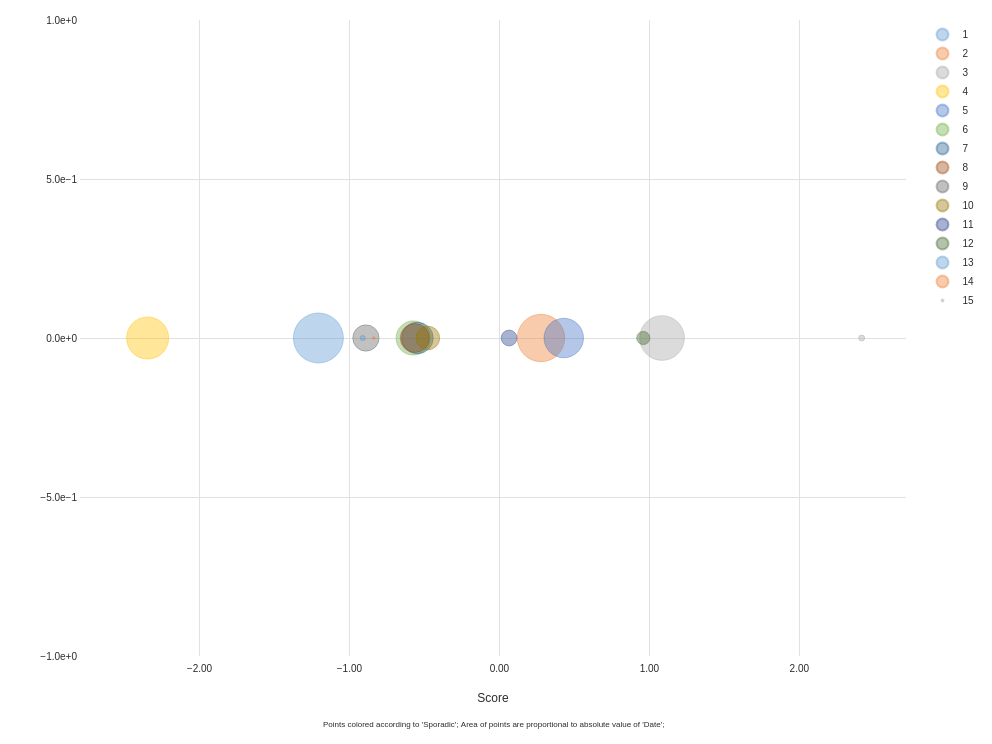 1.0e+0
5.0e−1
0.0e+0
−5.0e−1
−1.0e+0
−2.00
−1.00
0.00
1.00
2.00
Score
Points colored according to 'Sporadic'; Area of points are proportional to absolute value of 'Date';
1
2
3
4
5
6
7
8
9
10
11
12
13
14
15